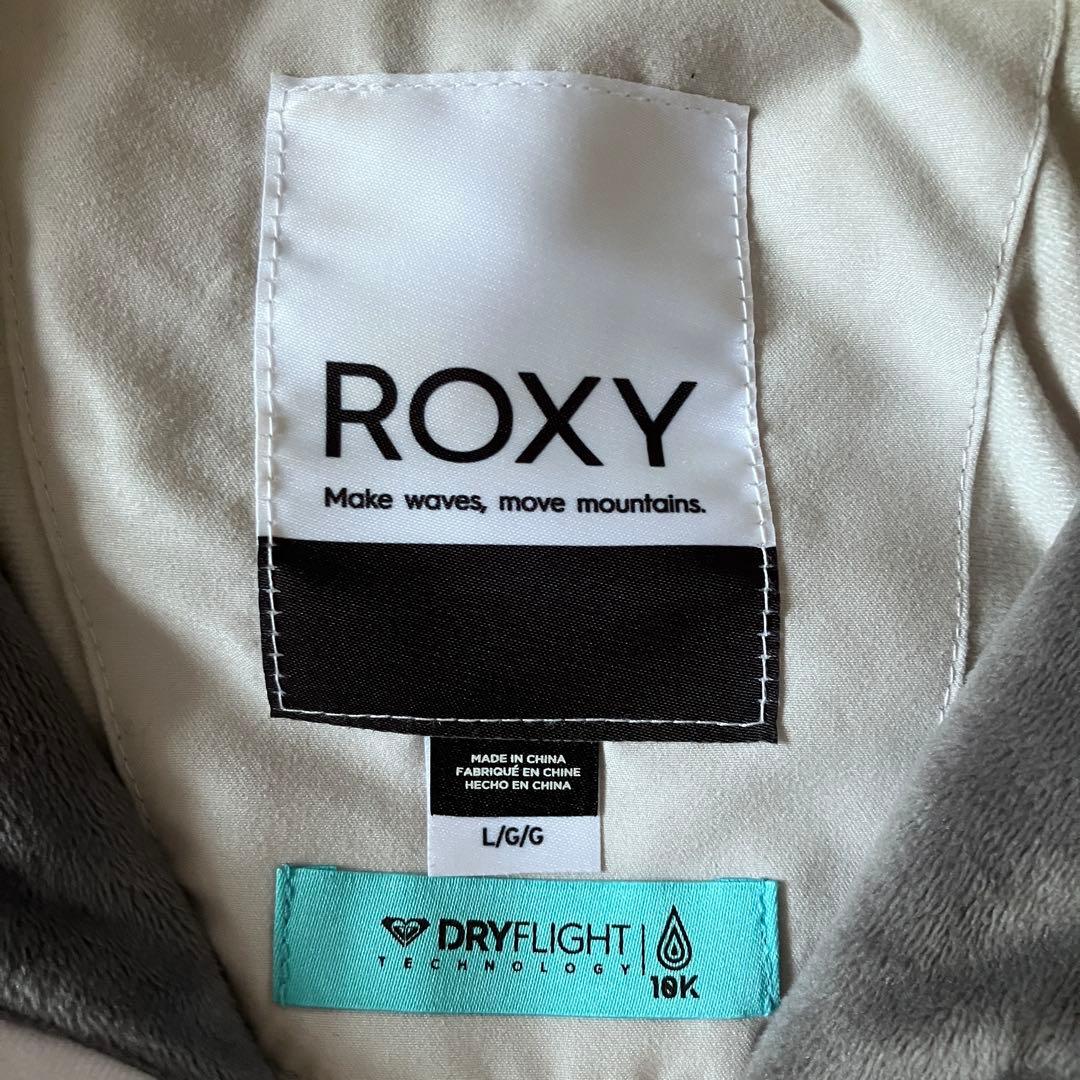 ROXY
Make waves, move mountains.
MADE IN CHINA
FABRIQUÉ EN CHINE
HECHO EN CHINA
L/G/G
DRYFLIGHT
TECHNOLOGY
10K